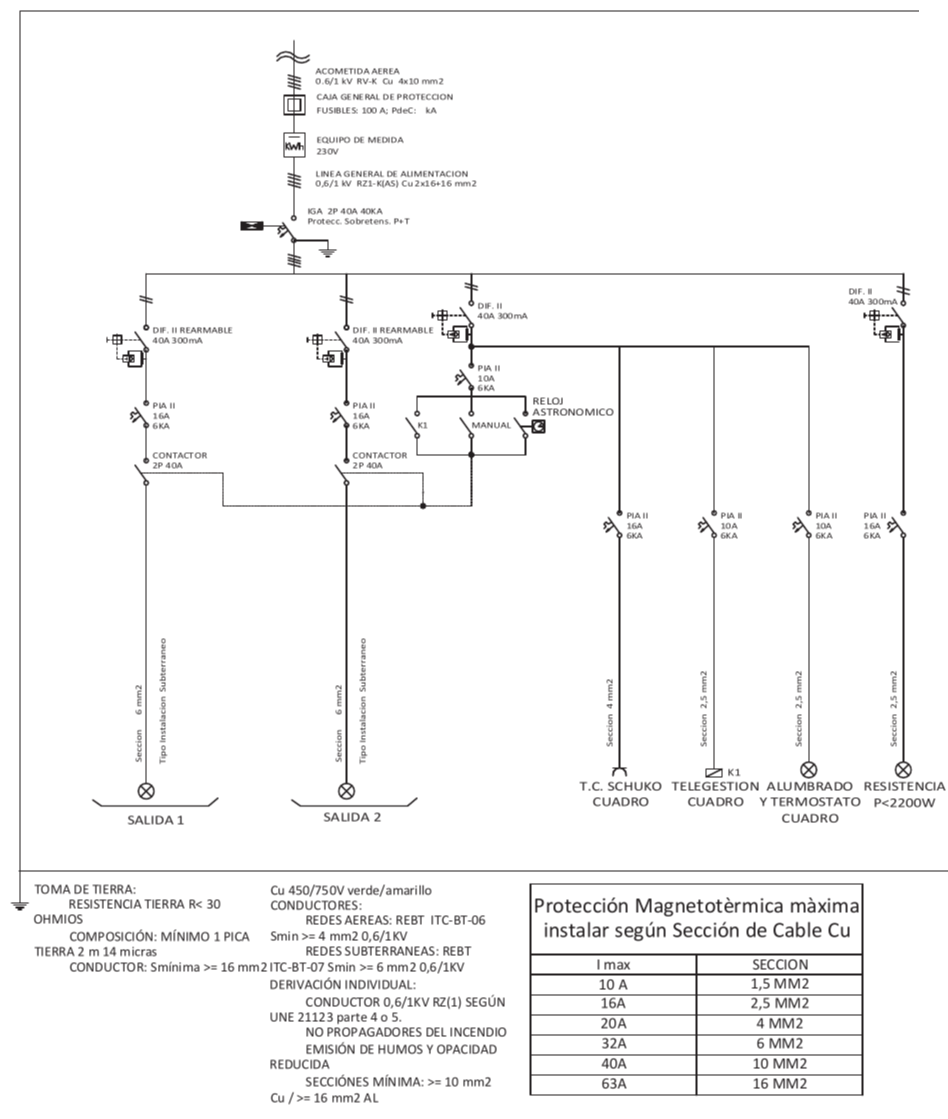 ACOMETIDA AEREA
0.6/1 kV RV-K Cu 4x10 mm2
CAJA GENERAL DE PROTECCION
FUSIBLES: 100 A; PdeC: kA
KWh
EQUIPO DE MEDIDA
230V
LINEA GENERAL DE ALIMENTACION
0,6/1 kV RZ1-K(AS) Cu 2x16+16 mm2
IGA 2P 40A 40KA
Protecc. Sobretens. P+T
DIF. II REARMABLE
40A 300mA
PIA II
16A
6KA
CONTACTOR
2P 40A
Seccion 6 mm2
Tipo Instalacion Subterraneo
SALIDA 1
DIF. II REARMABLE
40A 300mA
PIA II
16A
6KA
CONTACTOR
2P 40A
Seccion 6 mm2
Tipo Instalacion Subterraneo
SALIDA 2
DIF. II
40A 300mA
PIA II
10A
6KA
K1
MANUAL
RELOJ
ASTRONOMICO
PIA II
16A
6KA
Seccion 4 mm2
T.C. SCHUKO
CUADRO
PIA II
10A
6KA
Seccion 2,5 mm2
K1
TELEGESTION
CUADRO
PIA II
10A
6KA
Seccion 2,5 mm2
ALUMBRADO
Y TERMOSTATO
CUADRO
DIF. II
40A 300mA
PIA II
16A
6KA
Seccion 2,5 mm2
RESISTENCIA
P<2200W
TOMA DE TIERRA:
RESISTENCIA TIERRA R< 30
OHMIOS
COMPOSICIÓN: MÍNIMO 1 PICA
TIERRA 2 m 14 micras
CONDUCTOR: Smínima >= 16 mm2
Cu 450/750V verde/amarillo
CONDUCTORES:
REDES AEREAS: REBT ITC-BT-06
Smin >= 4 mm2 0,6/1KV
REDES SUBTERRANEAS: REBT
ITC-BT-07 Smin >= 6 mm2 0,6/1KV
DERIVACIÓN INDIVIDUAL:
CONDUCTOR 0,6/1KV RZ(1) SEGÚN
UNE 21123 parte 4 o 5.
NO PROPAGADORES DEL INCENDIO
EMISIÓN DE HUMOS Y OPACIDAD
REDUCIDA
SECCIÓNES MÍNIMA: >= 10 mm2
Cu / >= 16 mm2 AL
Protección Magnetotèrmica màxima
instalar según Sección de Cable Cu
I max SECCION
10 A 1,5 MM2
16A 2,5 MM2
20A 4 MM2
32A 6 MM2
40A 10 MM2
63A 16 MM2